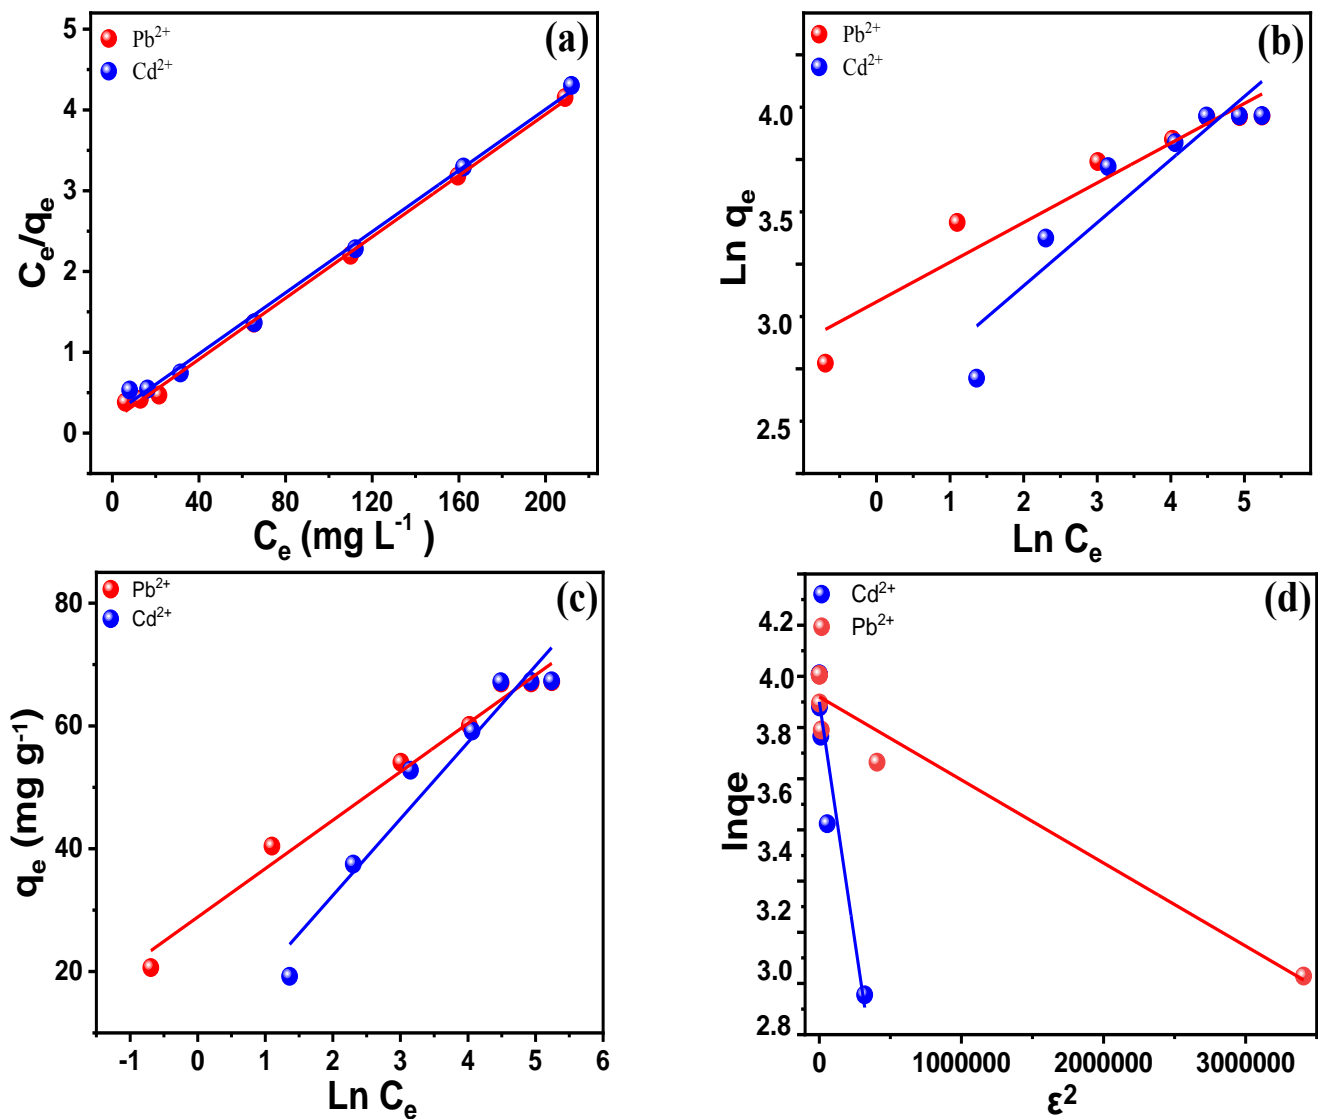 (a)
Pb²⁺
Cd²⁺
5
4
3
2
1
0
Cₑ/qₑ
0 40 80 120 160 200
Cₑ (mg L⁻¹ )
(b)
Pb²⁺
Cd²⁺
4.0
3.5
3.0
2.5
Ln qₑ
0 1 2 3 4 5
Ln Cₑ
(c)
Pb²⁺
Cd²⁺
80
60
40
20
qₑ (mg g⁻¹)
-1 0 1 2 3 4 5 6
Ln Cₑ
(d)
Cd²⁺
Pb²⁺
4.2
4.0
3.8
3.6
3.4
3.2
3.0
2.8
lnqe
0 1000000 2000000 3000000
ε²